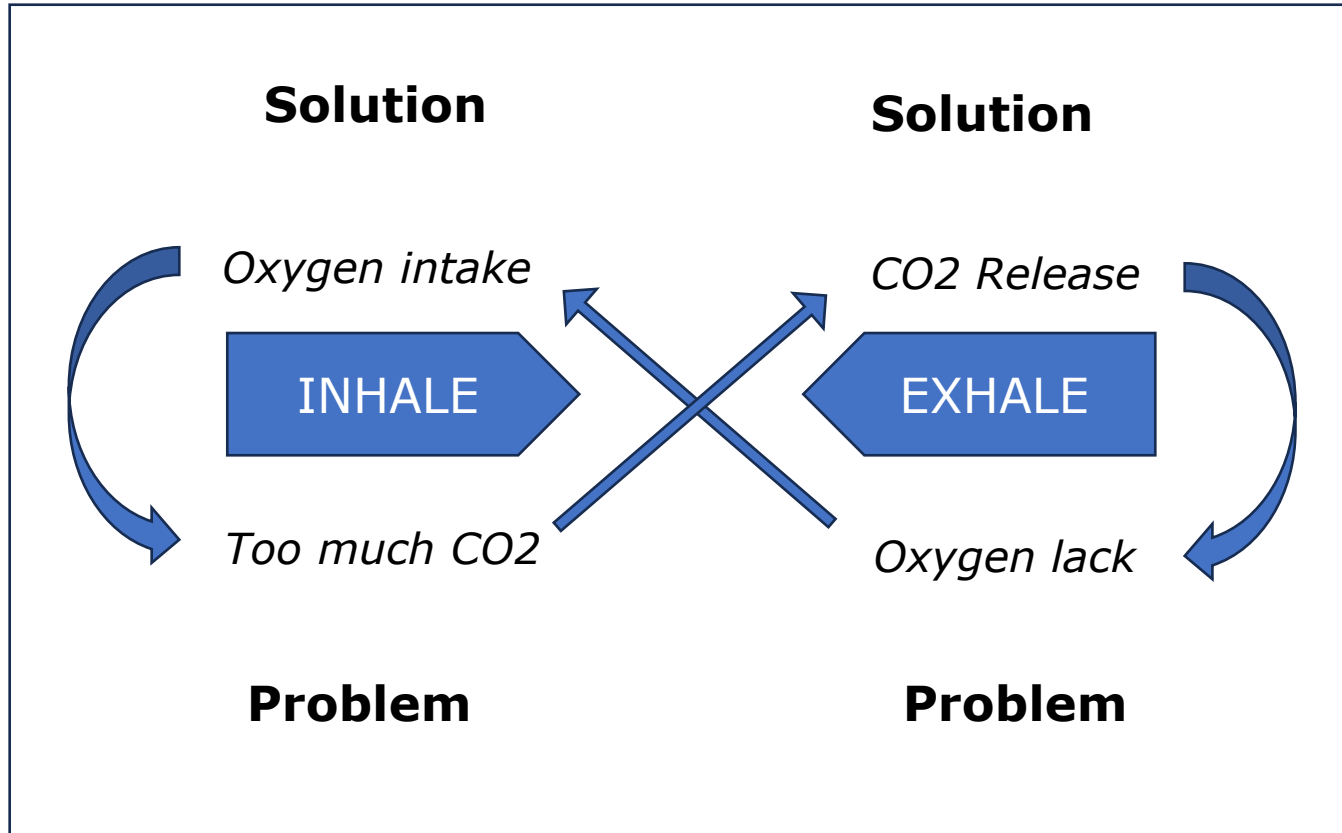 Solution
Solution
Oxygen intake
CO2 Release
INHALE
EXHALE
Too much CO2
Oxygen lack
Problem
Problem